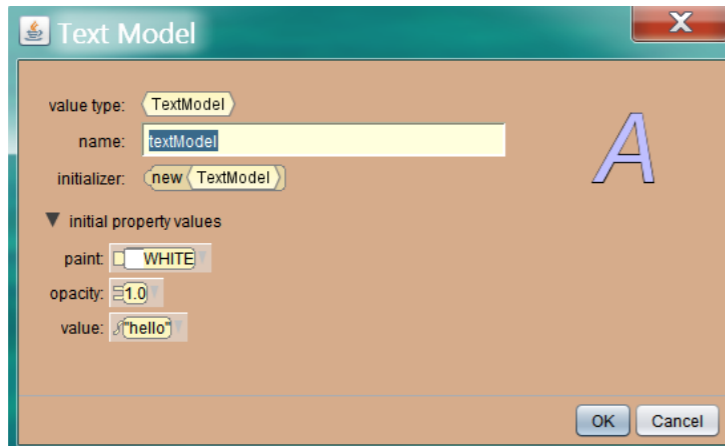 Text Model
value type: TextModel
name: textModel
initializer: new TextModel
initial property values
paint: WHITE
opacity: 1.0
value: "hello"
A
OK Cancel